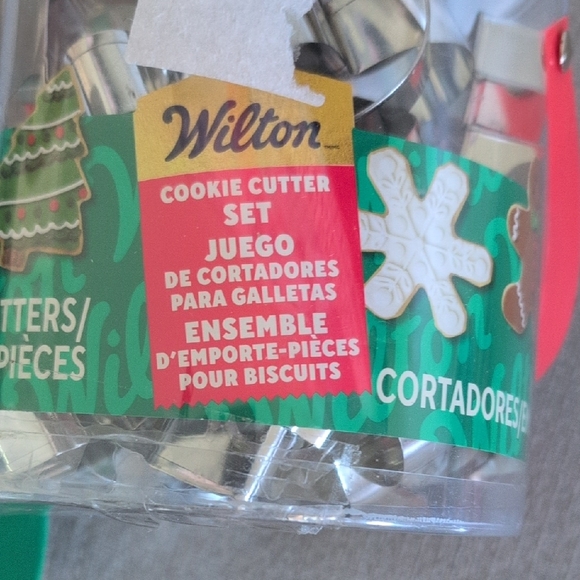 Wilton
COOKIE CUTTER
SET
JUEGO
DE CORTADORES
PARA GALLETAS
ENSEMBLE
D'EMPORTE-PIÈCES
POUR BISCUITS
TTERS/
PIÈCES
CORTADORES/